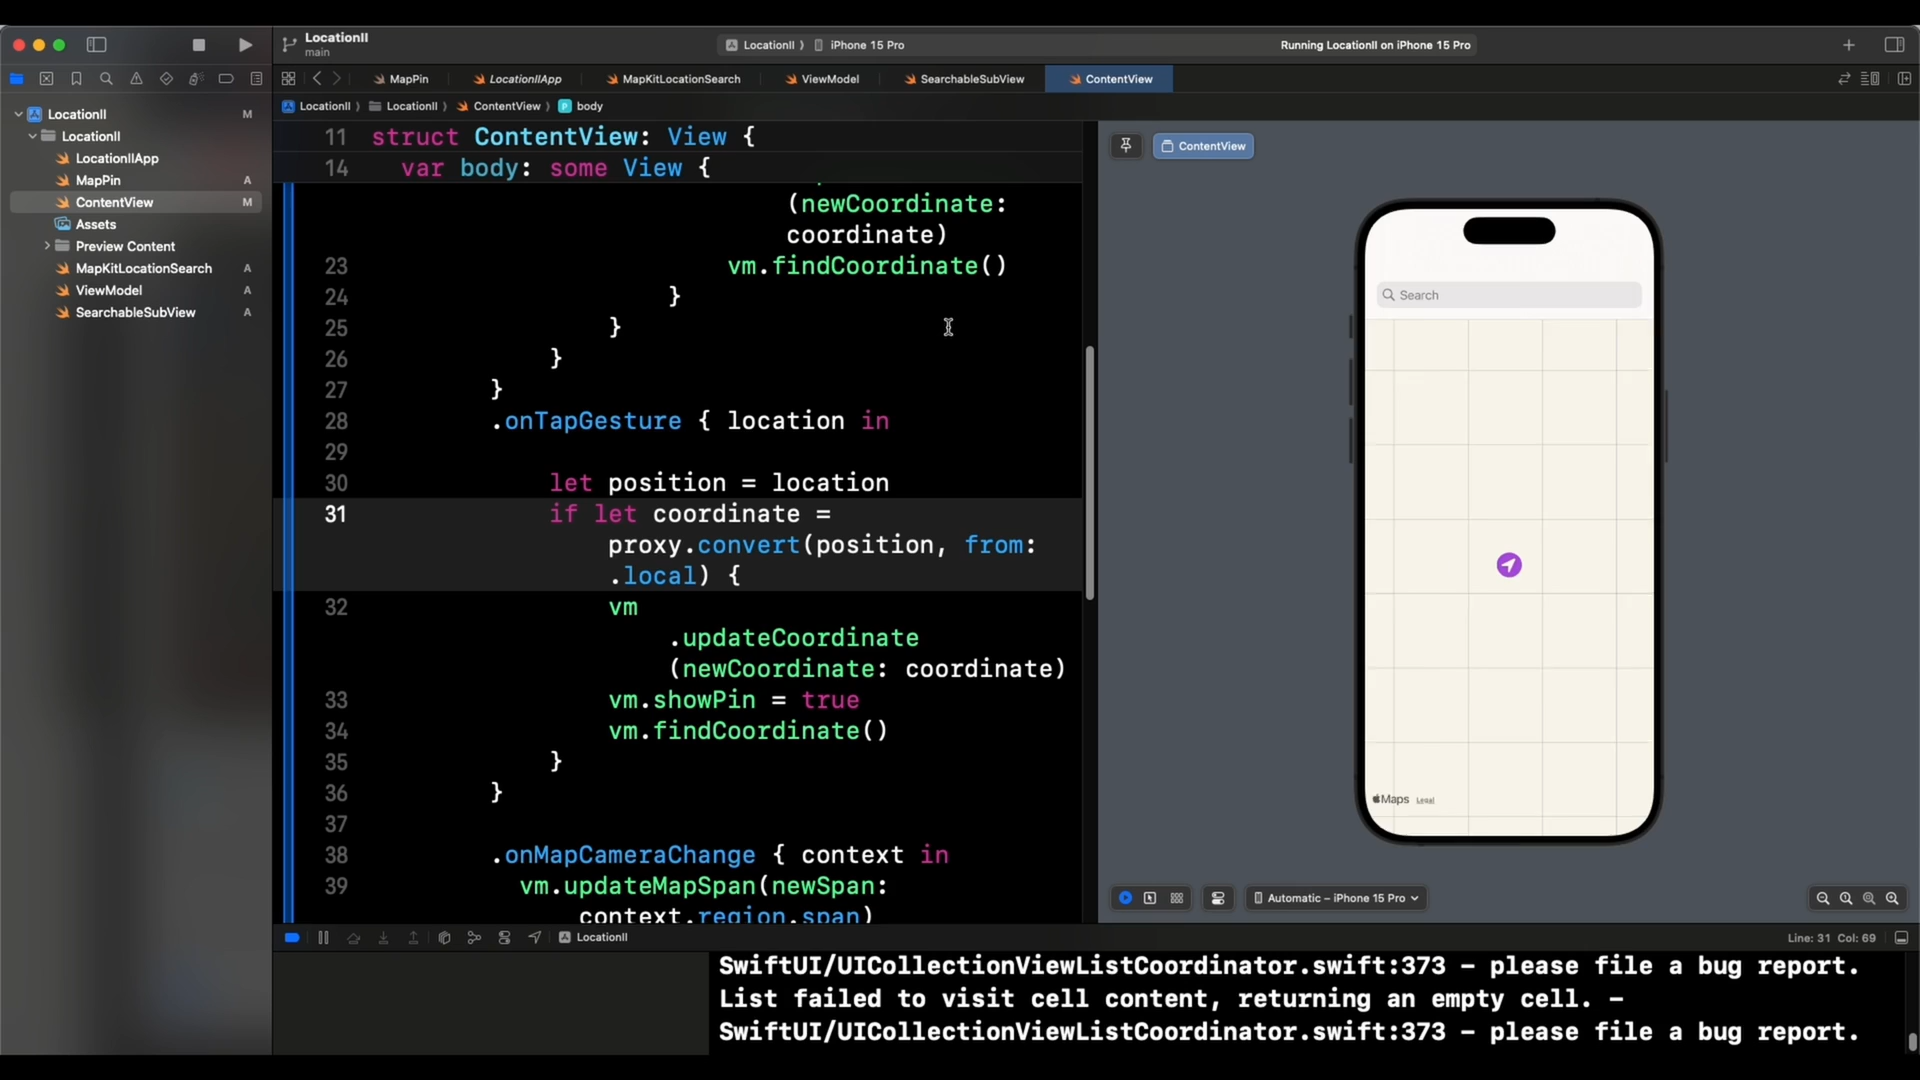 LocationII
main
LocationII
iPhone 15 Pro
Running LocationII on iPhone 15 Pro
MapPin
LocationIIApp
MapKitLocationSearch
ViewModel
SearchableSubView
ContentView
LocationII
M
LocationII
LocationIIApp
MapPin
A
ContentView
M
Assets
Preview Content
MapKitLocationSearch
A
ViewModel
A
SearchableSubView
A
LocationII
LocationII
ContentView
P
body
11 struct ContentView: View {
14 var body: some View {
(newCoordinate:
coordinate)
23 vm.findCoordinate()
24 }
25 }
26 }
27 }
28 .onTapGesture { location in
29
30 let position = location
31 if let coordinate =
proxy.convert(position, from:
.local) {
32 vm
.updateCoordinate
(newCoordinate: coordinate)
33 vm.showPin = true
34 vm.findCoordinate()
35 }
36 }
37
38 .onMapCameraChange { context in
39 vm.updateMapSpan(newSpan:
context.region.span)
ContentView
Search
Maps Legal
Automatic – iPhone 15 Pro
LocationII
Line: 31 Col: 69
SwiftUI/UICollectionViewListCoordinator.swift:373 – please file a bug report.
List failed to visit cell content, returning an empty cell. –
SwiftUI/UICollectionViewListCoordinator.swift:373 – please file a bug report.